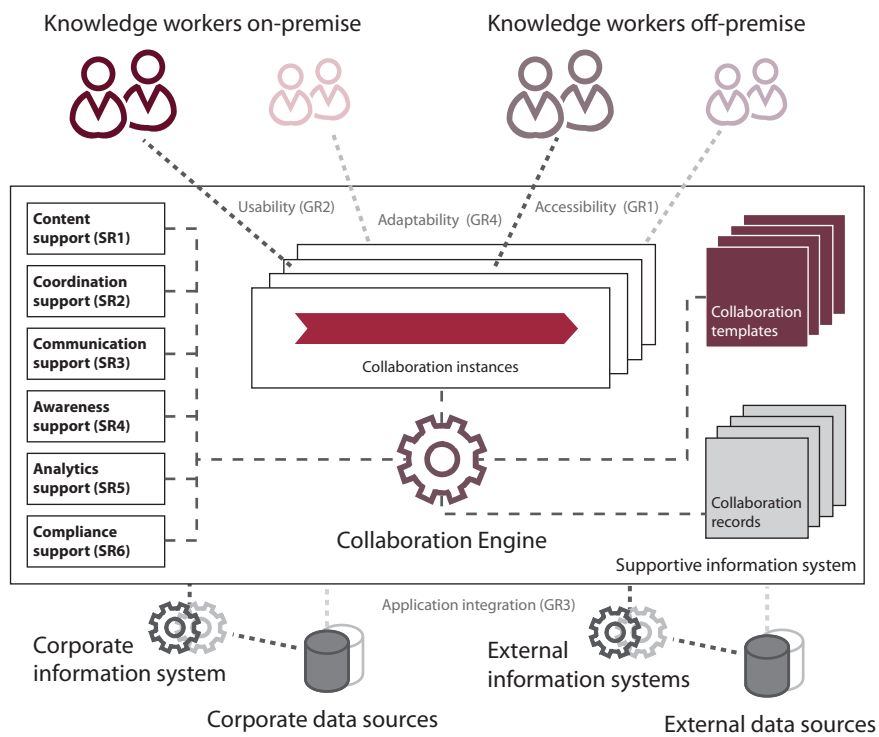 Knowledge workers on-premise
Knowledge workers off-premise
Usability (GR2)
Adaptability (GR4)
Accessibility (GR1)
Content
support (SR1)
Coordination
support (SR2)
Communication
support (SR3)
Awareness
support (SR4)
Analytics
support (SR5)
Compliance
support (SR6)
Collaboration instances
Collaboration
templates
Collaboration
records
Collaboration Engine
Supportive information system
Application integration (GR3)
Corporate
information system
External
information systems
Corporate data sources
External data sources